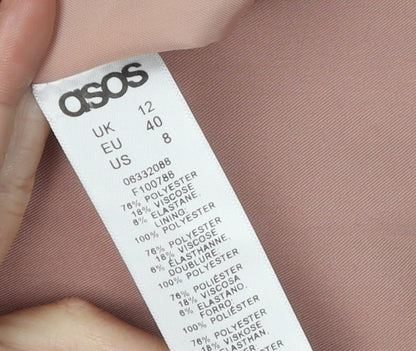 asos
UK 12
EU 40
US 8
06332088
F100788
76% POLYESTER
18% VISCOSE
6% ELASTANE.
LINING:
100% POLYESTER
76% POLYESTER
18% VISCOSE
6% ÉLASTHANNE.
DOUBLURE:
100% POLYESTER
76% POLIÉSTER
18% VISCOSA
6% ELASTANO.
FORRO:
100% POLIÉSTER
76% POLYESTER
18% VISKOSE